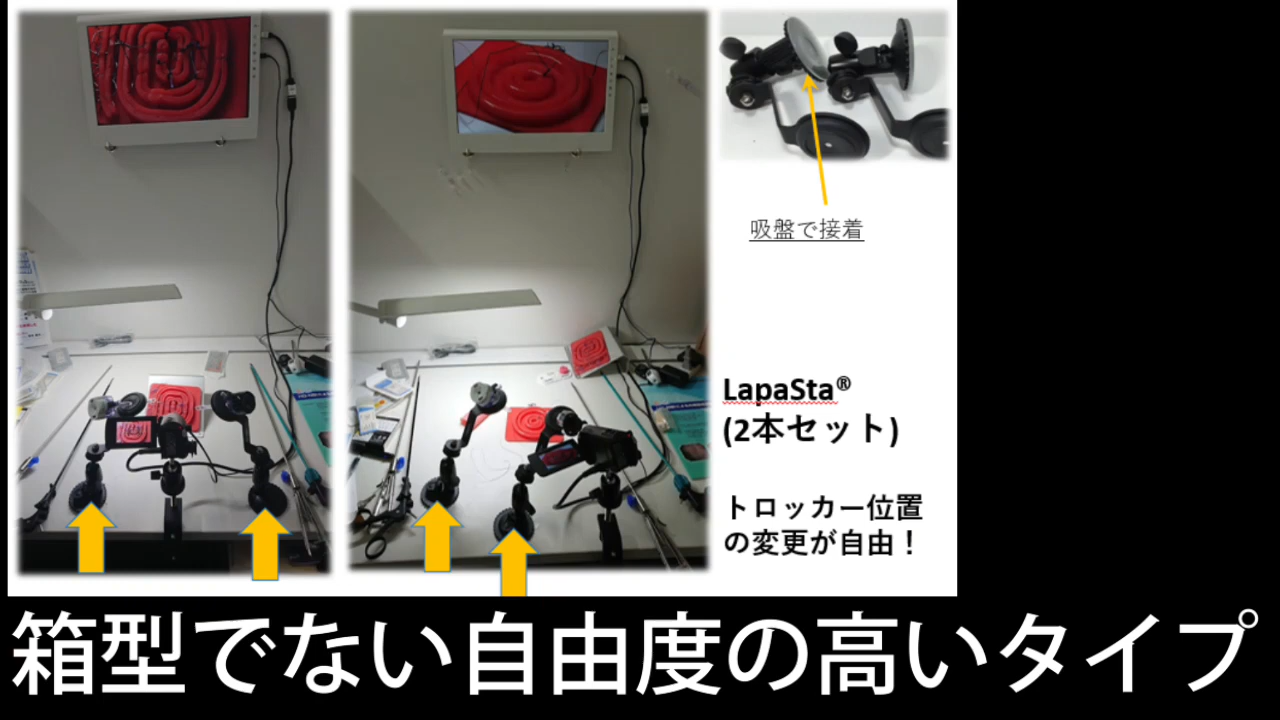 吸盤で接着
LapaSta®
(2本セット)
トロッカー位置
の変更が自由！
箱型でない自由度の高いタイプ